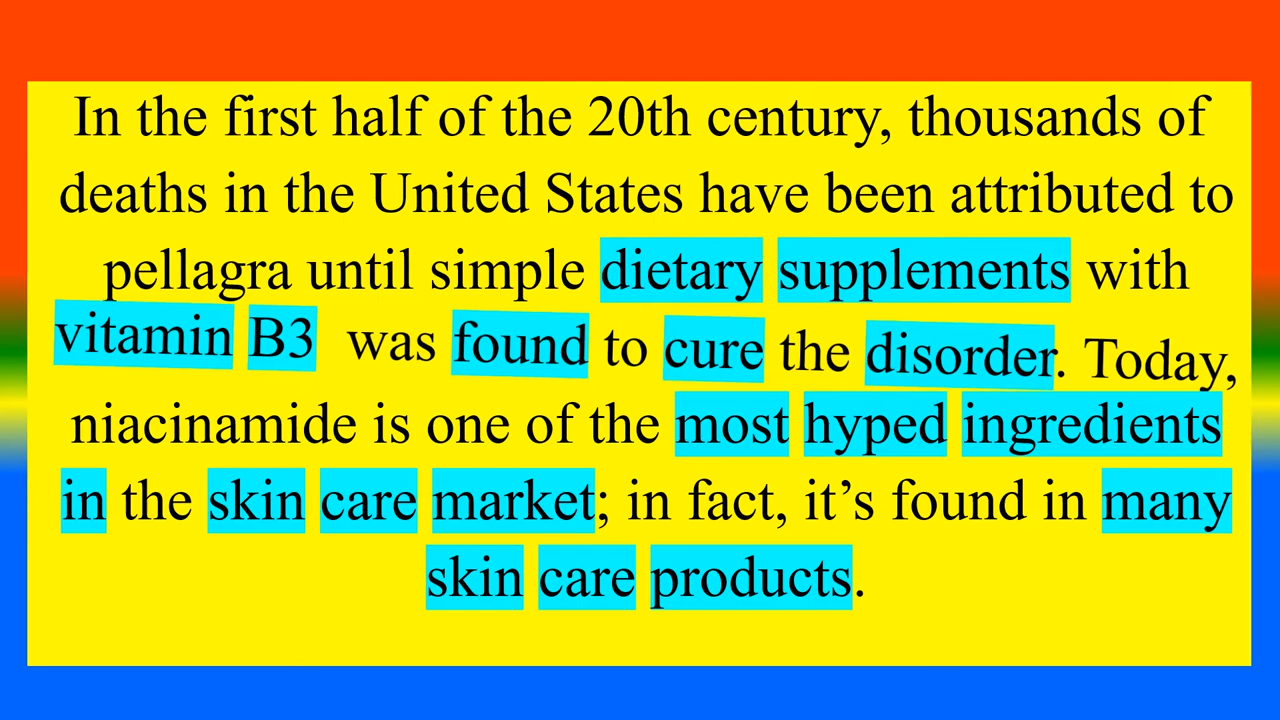 In the first half of the 20th century, thousands of
deaths in the United States have been attributed to
pellagra until simple dietary supplements with
vitamin B3 was found to cure the disorder. Today,
niacinamide is one of the most hyped ingredients
in the skin care market; in fact, it’s found in many
skin care products.